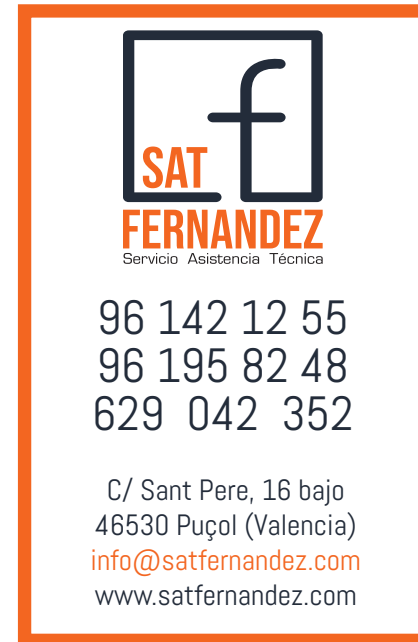 f
SAT
FERNANDEZ
Servicio Asistencia Técnica
96 142 12 55
96 195 82 48
629 042 352
C/ Sant Pere, 16 bajo
46530 Puçol (Valencia)
info@satfernandez.com
www.satfernandez.com